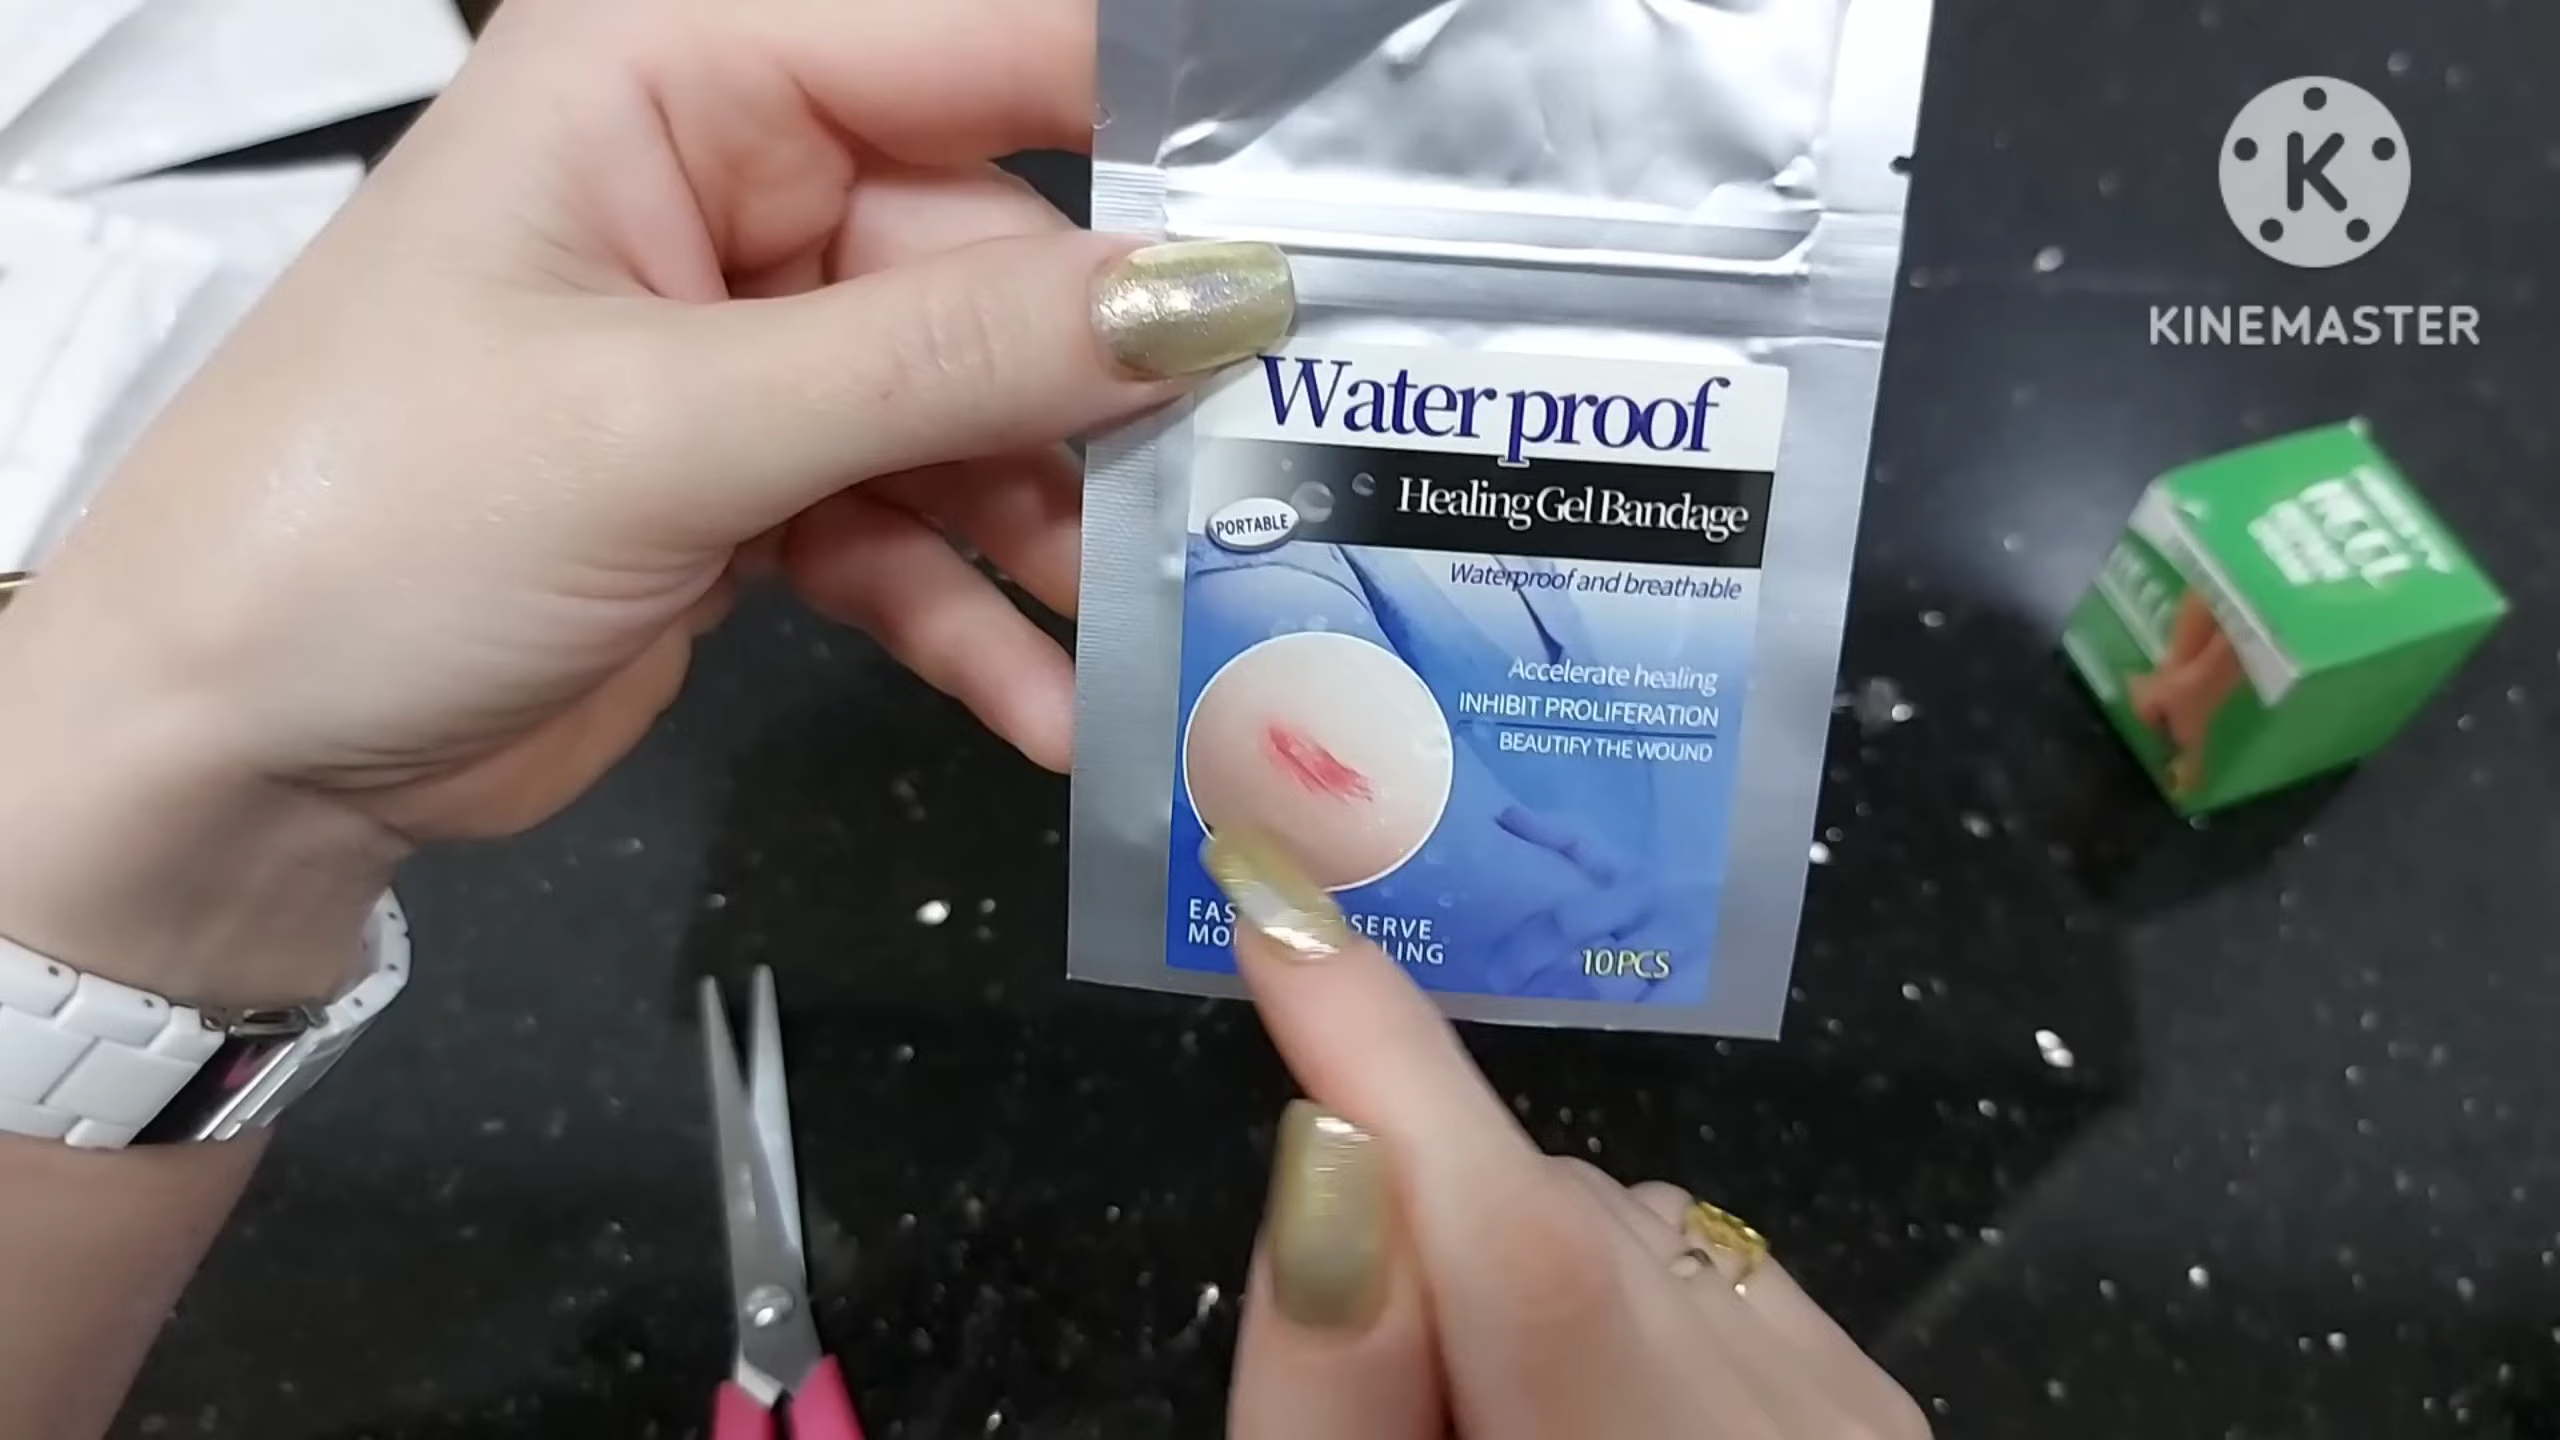 K
KINEMASTER
Water proof
Healing Gel Bandage
PORTABLE
Waterproof and breathable
Accelerate healing
INHIBIT PROLIFERATION
BEAUTIFY THE WOUND
10PCS